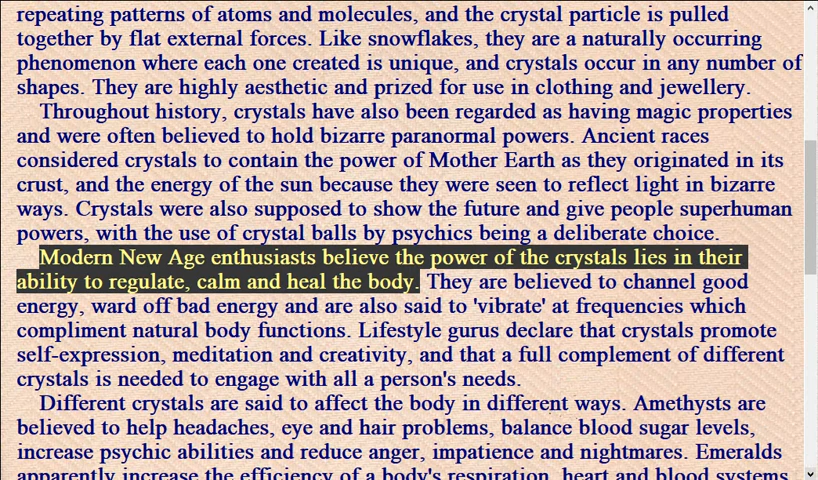 repeating patterns of atoms and molecules, and the crystal particle is pulled
together by flat external forces. Like snowflakes, they are a naturally occurring
phenomenon where each one created is unique, and crystals occur in any number of
shapes. They are highly aesthetic and prized for use in clothing and jewellery.
Throughout history, crystals have also been regarded as having magic properties
and were often believed to hold bizarre paranormal powers. Ancient races
considered crystals to contain the power of Mother Earth as they originated in its
crust, and the energy of the sun because they were seen to reflect light in bizarre
ways. Crystals were also supposed to show the future and give people superhuman
powers, with the use of crystal balls by psychics being a deliberate choice.
Modern New Age enthusiasts believe the power of the crystals lies in their
ability to regulate, calm and heal the body. They are believed to channel good
energy, ward off bad energy and are also said to 'vibrate' at frequencies which
compliment natural body functions. Lifestyle gurus declare that crystals promote
self-expression, meditation and creativity, and that a full complement of different
crystals is needed to engage with all a person's needs.
Different crystals are said to affect the body in different ways. Amethysts are
believed to help headaches, eye and hair problems, balance blood sugar levels,
increase psychic abilities and reduce anger, impatience and nightmares. Emeralds
apparently increase the efficiency of a body's respiration, heart and blood systems